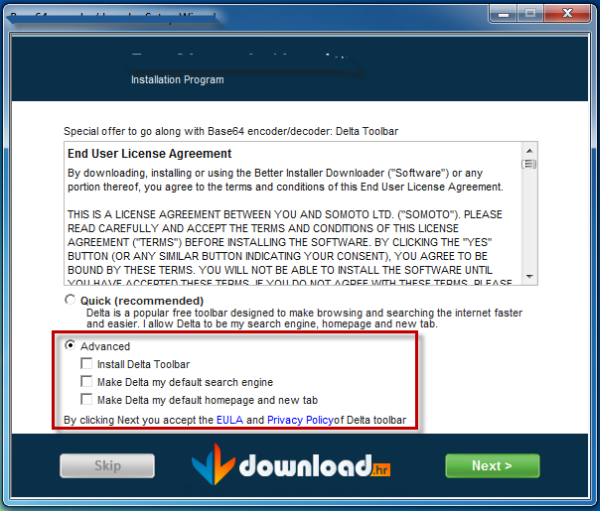 Installation Program
Special offer to go along with Base64 encoder/decoder: Delta Toolbar
End User License Agreement
By downloading, installing or using the Better Installer Downloader ("Software") or any
portion thereof, you agree to the terms and conditions of this End User License Agreement.
THIS IS A LICENSE AGREEMENT BETWEEN YOU AND SOMOTO LTD. ("SOMOTO"). PLEASE
READ CAREFULLY AND ACCEPT THE TERMS AND CONDITIONS OF THIS LICENSE
AGREEMENT ("TERMS") BEFORE INSTALLING THE SOFTWARE. BY CLICKING THE "YES"
BUTTON (OR ANY SIMILAR BUTTON INDICATING YOUR CONSENT), YOU AGREE TO BE
BOUND BY THESE TERMS. YOU WILL NOT BE ABLE TO INSTALL THE SOFTWARE UNTIL
YOU HAVE ACCEPTED THESE TERMS. IF YOU DO NOT AGREE WITH THESE TERMS, PLEASE
Quick (recommended)
Delta is a popular free toolbar designed to make browsing and searching the internet faster
and easier. I allow Delta to be my search engine, homepage and new tab.
Advanced
Install Delta Toolbar
Make Delta my default search engine
Make Delta my default homepage and new tab
By clicking Next you accept the EULA and Privacy Policyof Delta toolbar
Skip
download.hr
Next >